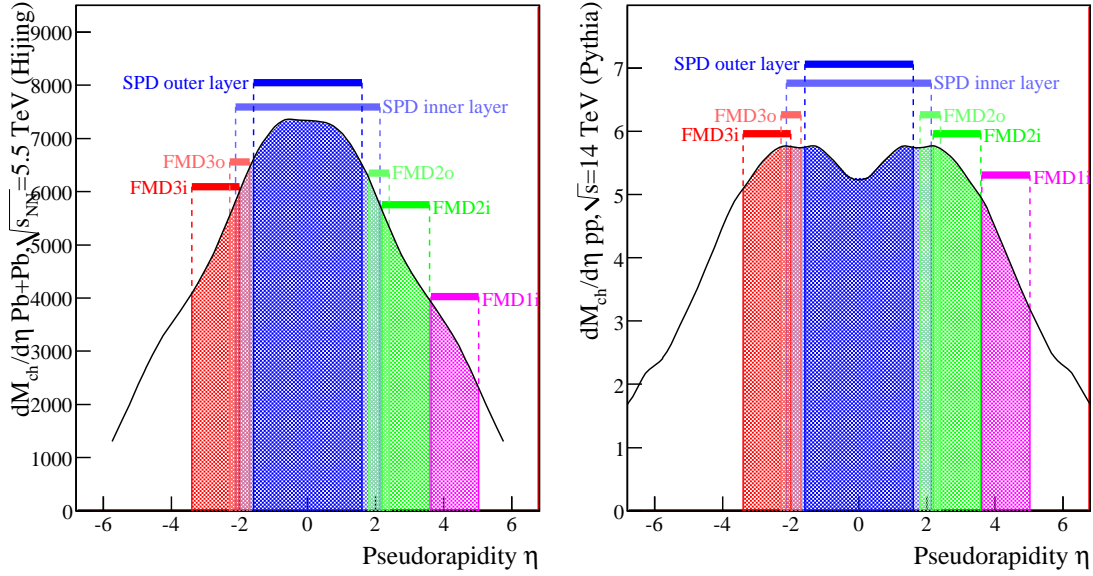 dM_ch/dη Pb+Pb,√s_NN=5.5 TeV (Hijing)
9000
8000
7000
6000
5000
4000
3000
2000
1000
0
SPD outer layer
SPD inner layer
FMD3o
FMD3i
FMD2o
FMD2i
FMD1i
-6 -4 -2 0 2 4 6
Pseudorapidity η
dM_ch/dη pp,√s=14 TeV (Pythia)
7
6
5
4
3
2
1
0
SPD outer layer
SPD inner layer
FMD3o
FMD3i
FMD2o
FMD2i
FMD1i
-6 -4 -2 0 2 4 6
Pseudorapidity η